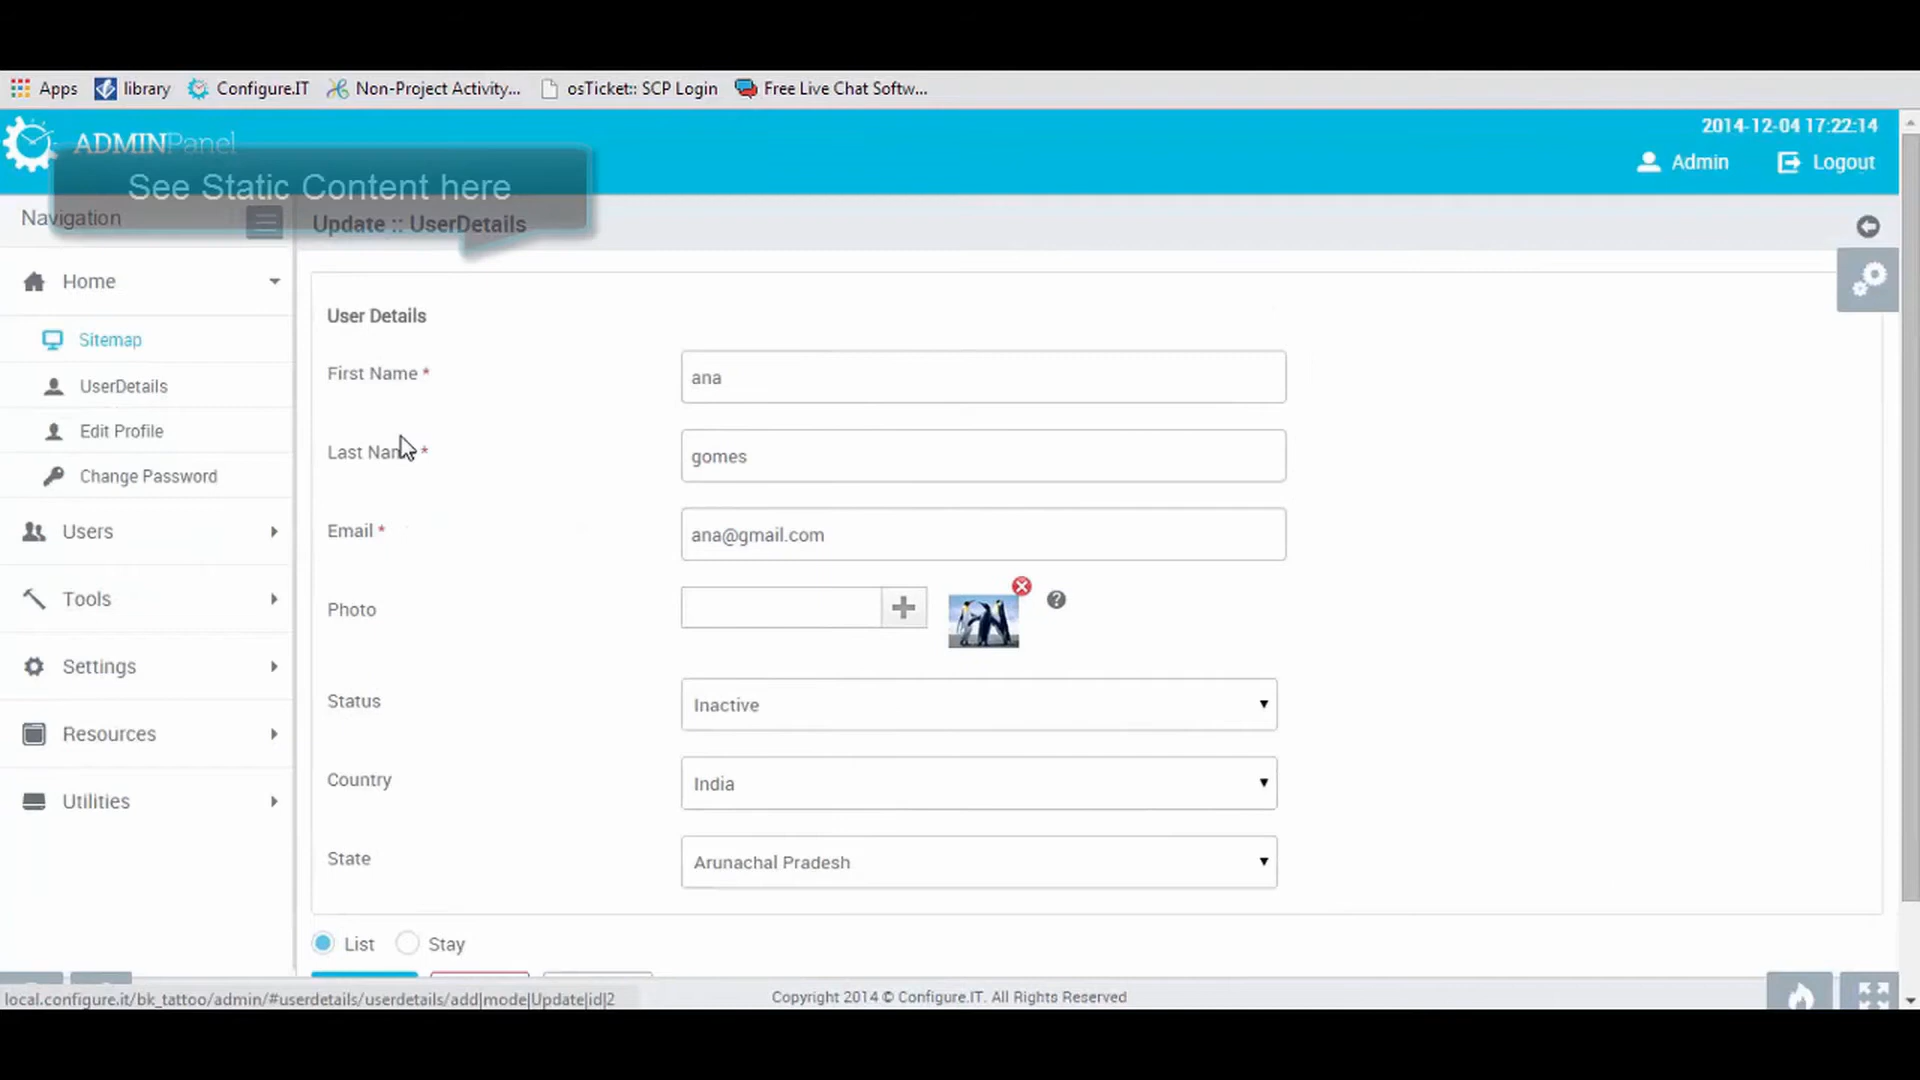 Apps library Configure.IT Non-Project Activity... osTicket:: SCP Login Free Live Chat Softw...
ADMINPanel
2014-12-04 17:22:14
Admin Logout
See Static Content here
Navigation
Update :: UserDetails
Home
Sitemap
UserDetails
Edit Profile
Change Password
Users
Tools
Settings
Resources
Utilities
User Details
First Name * ana
Last Name * gomes
Email * ana@gmail.com
Photo
Status Inactive
Country India
State Arunachal Pradesh
List Stay
local.configure.it/bk_tattoo/admin/#userdetails/userdetails/add|mode|Update|id|2
Copyright 2014 © Configure.IT. All Rights Reserved